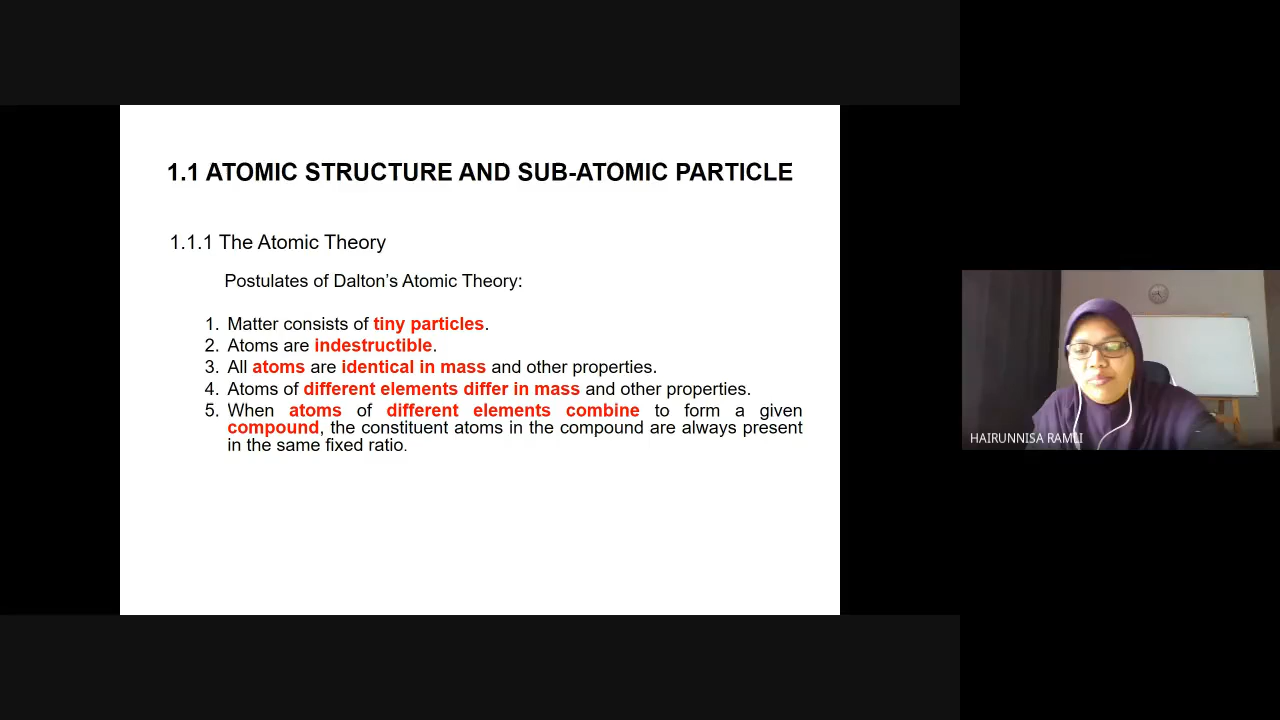 1.1 ATOMIC STRUCTURE AND SUB-ATOMIC PARTICLE
1.1.1 The Atomic Theory
Postulates of Dalton’s Atomic Theory:
1. Matter consists of tiny particles.
2. Atoms are indestructible.
3. All atoms are identical in mass and other properties.
4. Atoms of different elements differ in mass and other properties.
5. When atoms of different elements combine to form a given
compound, the constituent atoms in the compound are always present
in the same fixed ratio.
HAIRUNNISA RAMLI